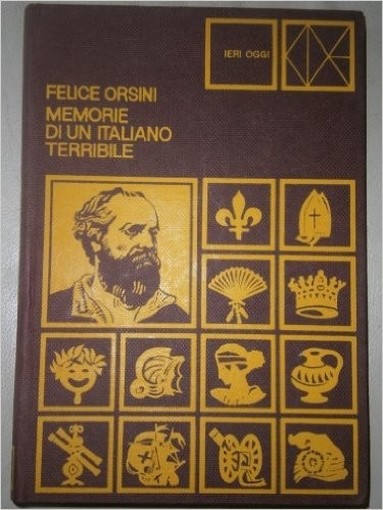 IERI OGGI
FELICE ORSINI
MEMORIE
DI UN ITALIANO
TERRIBILE